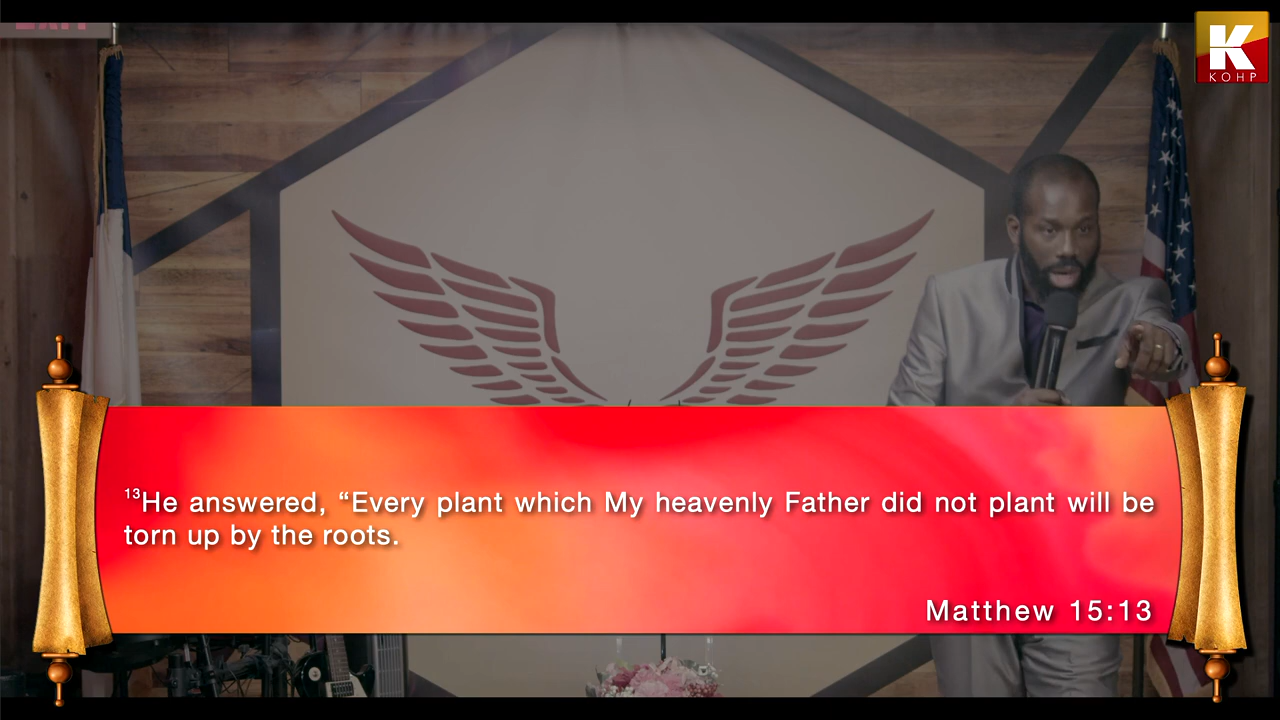 EXIT
K
KOHP
¹³He answered, “Every plant which My heavenly Father did not plant will be
torn up by the roots.
Matthew 15:13